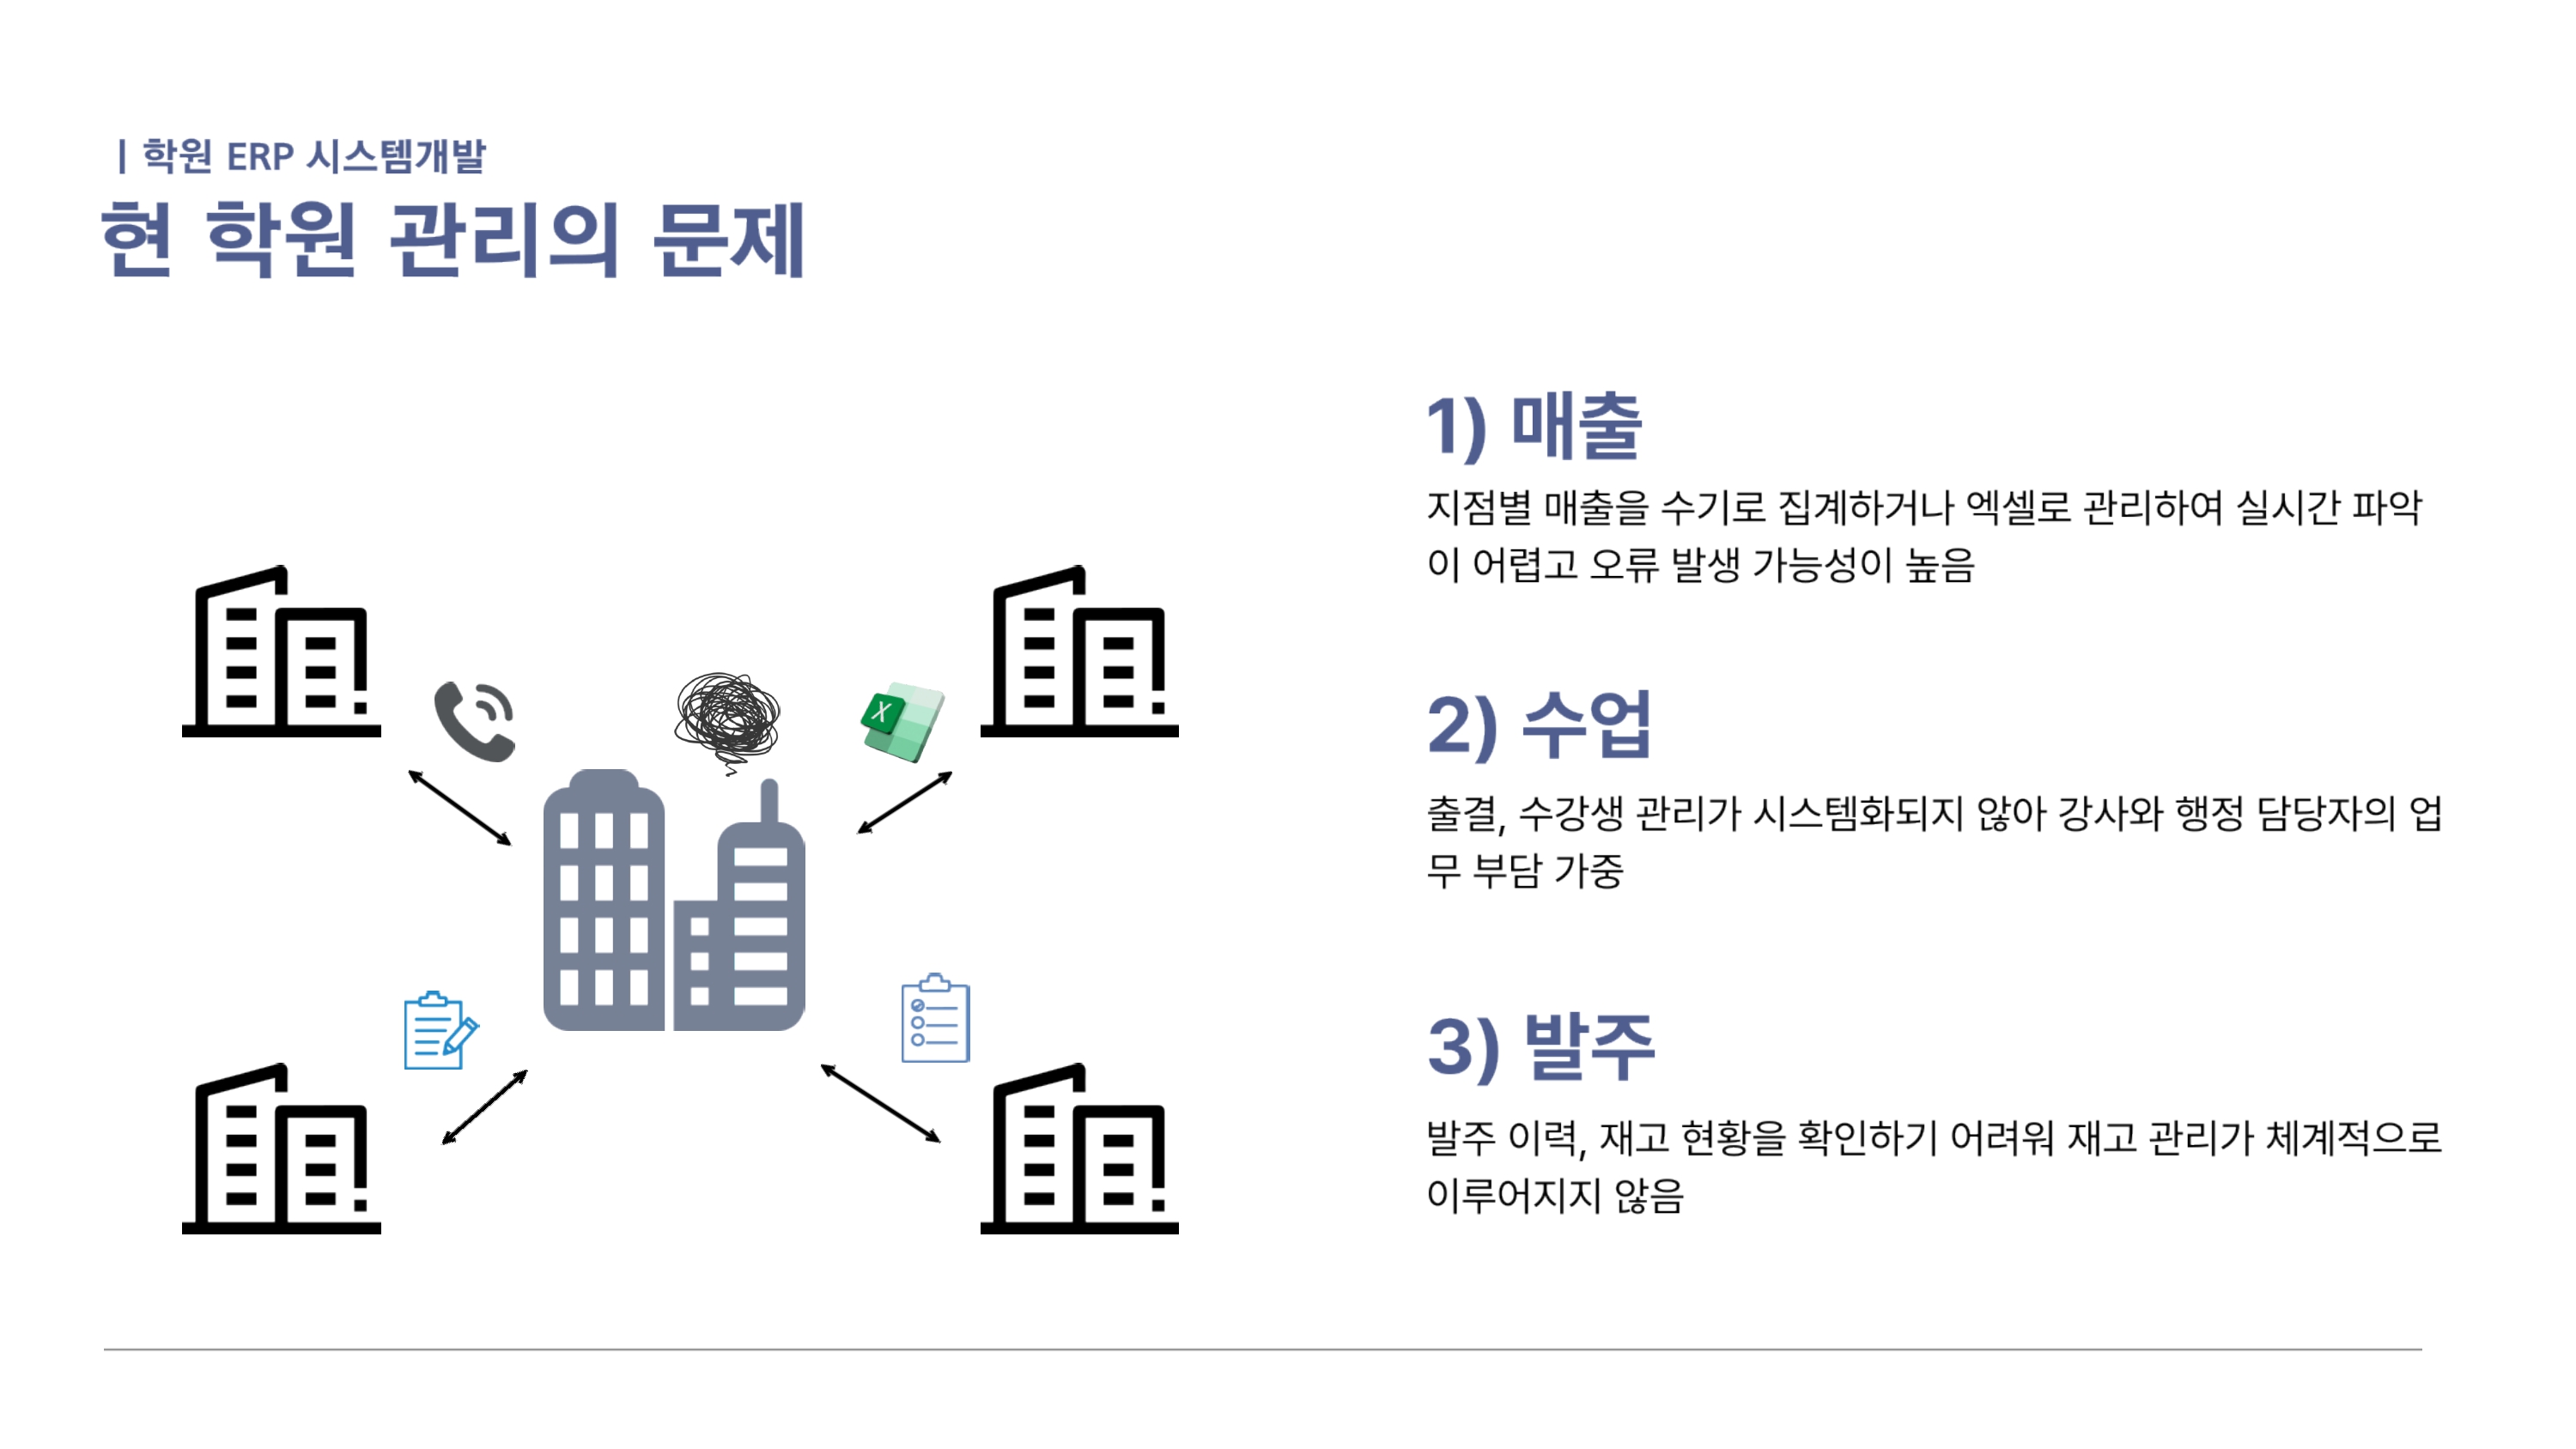 | 학원 ERP 시스템개발
현 학원 관리의 문제
1) 매출
지점별 매출을 수기로 집계하거나 엑셀로 관리하여 실시간 파악
이 어렵고 오류 발생 가능성이 높음
X
2) 수업
출결, 수강생 관리가 시스템화되지 않아 강사와 행정 담당자의 업
무 부담 가중
3) 발주
발주 이력, 재고 현황을 확인하기 어려워 재고 관리가 체계적으로
이루어지지 않음